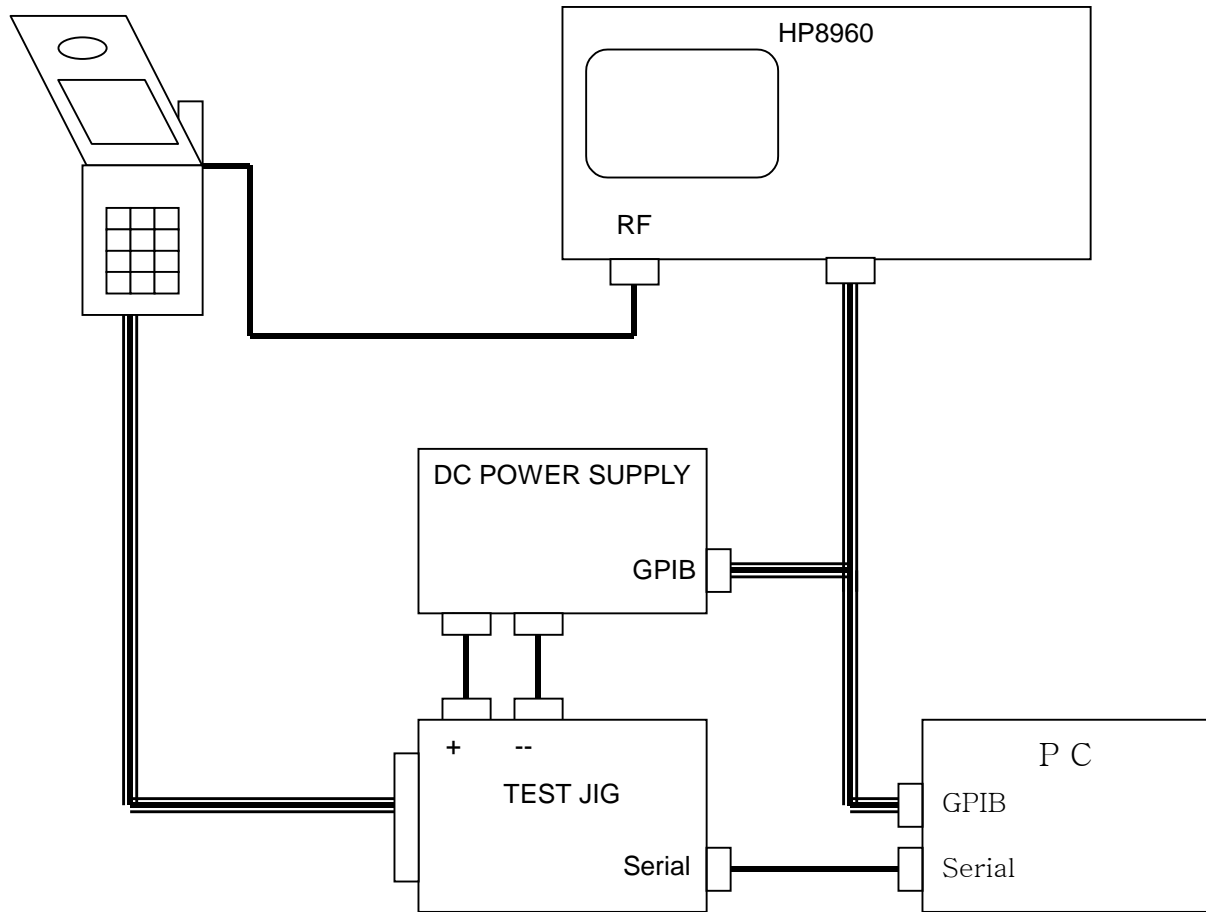 HP8960
RF
DC POWER SUPPLY
GPIB
+ --
TEST JIG
Serial
P C
GPIB
Serial